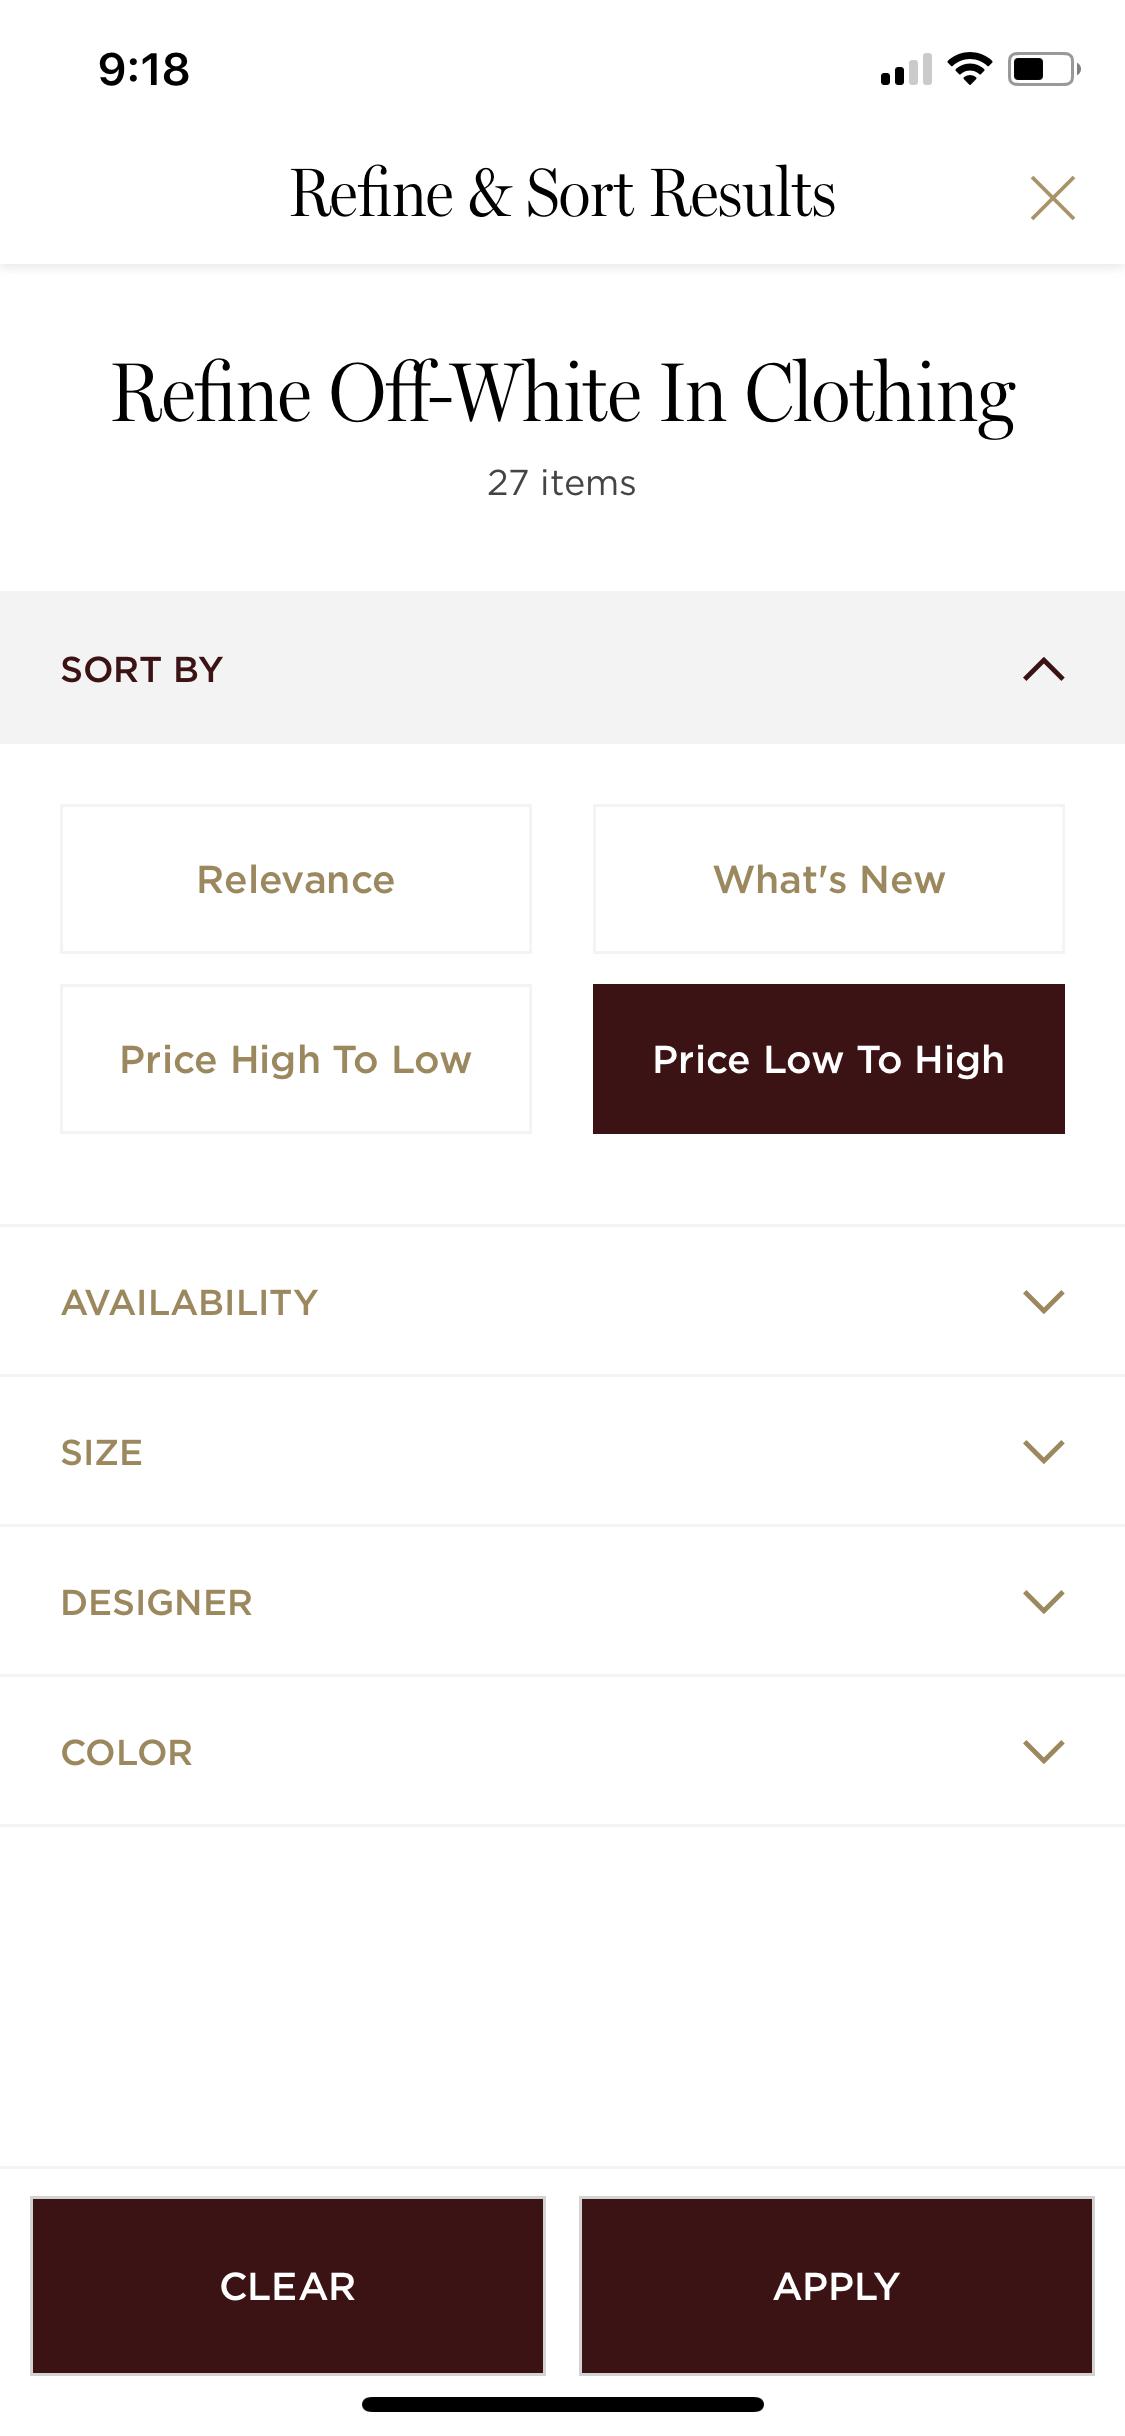 9:18
Refine & Sort Results
Refine Off-White In Clothing
27 items
SORT BY
Relevance
What's New
Price High To Low
Price Low To High
AVAILABILITY
SIZE
DESIGNER
COLOR
CLEAR
APPLY